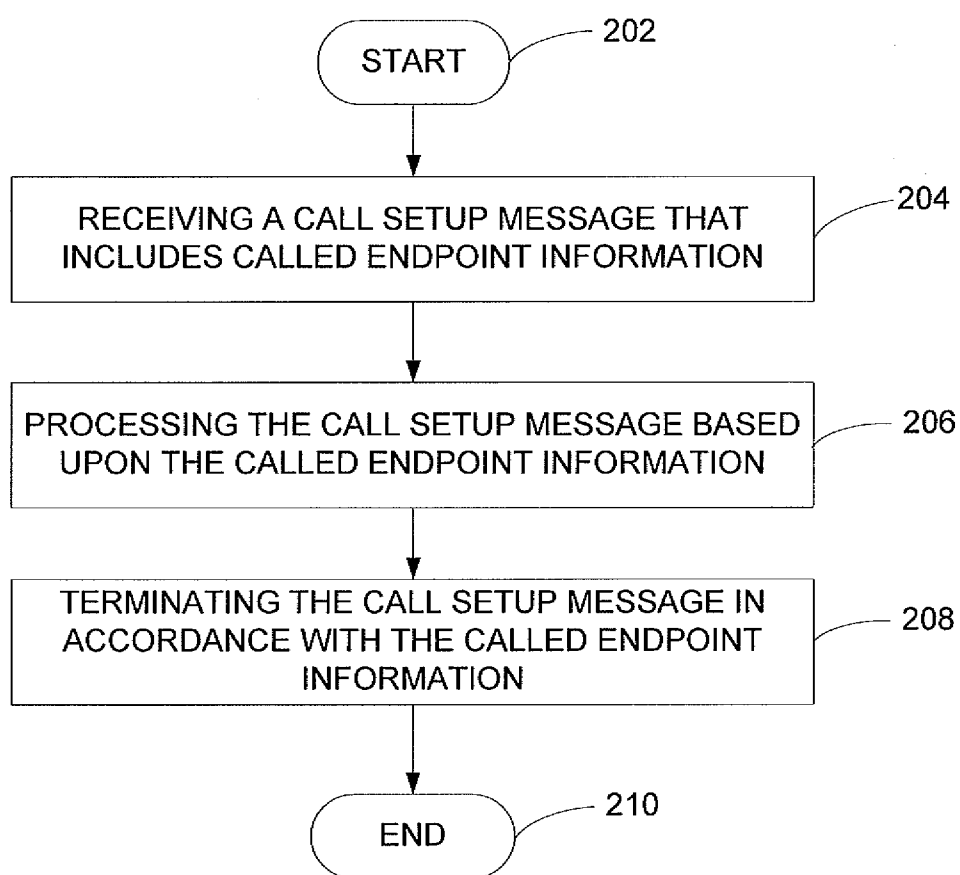 START
202
RECEIVING A CALL SETUP MESSAGE THAT
INCLUDES CALLED ENDPOINT INFORMATION
204
PROCESSING THE CALL SETUP MESSAGE BASED
UPON THE CALLED ENDPOINT INFORMATION
206
TERMINATING THE CALL SETUP MESSAGE IN
ACCORDANCE WITH THE CALLED ENDPOINT
INFORMATION
208
END
210